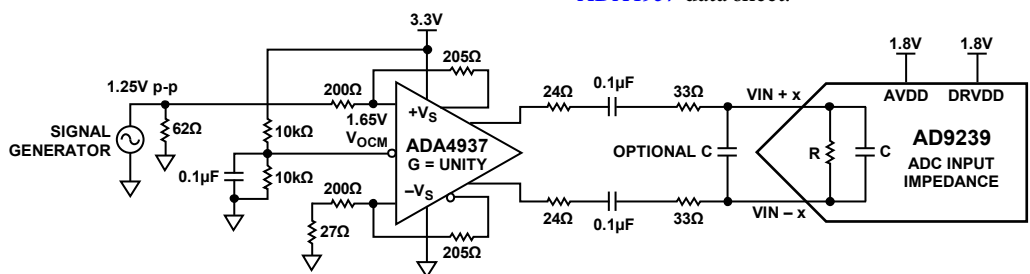 ADA4937 data sheet.
3.3V
205Ω
1.8V 1.8V
1.25V p-p
200Ω
24Ω
0.1µF
33Ω
VIN + x
AVDD DRVDD
+VS
SIGNAL
GENERATOR
62Ω
10kΩ
1.65V
VOCM
ADA4937
G = UNITY
OPTIONAL C
R
C
AD9239
ADC INPUT
IMPEDANCE
0.1µF
10kΩ
200Ω
–VS
27Ω
205Ω
24Ω
0.1µF
33Ω
VIN – x